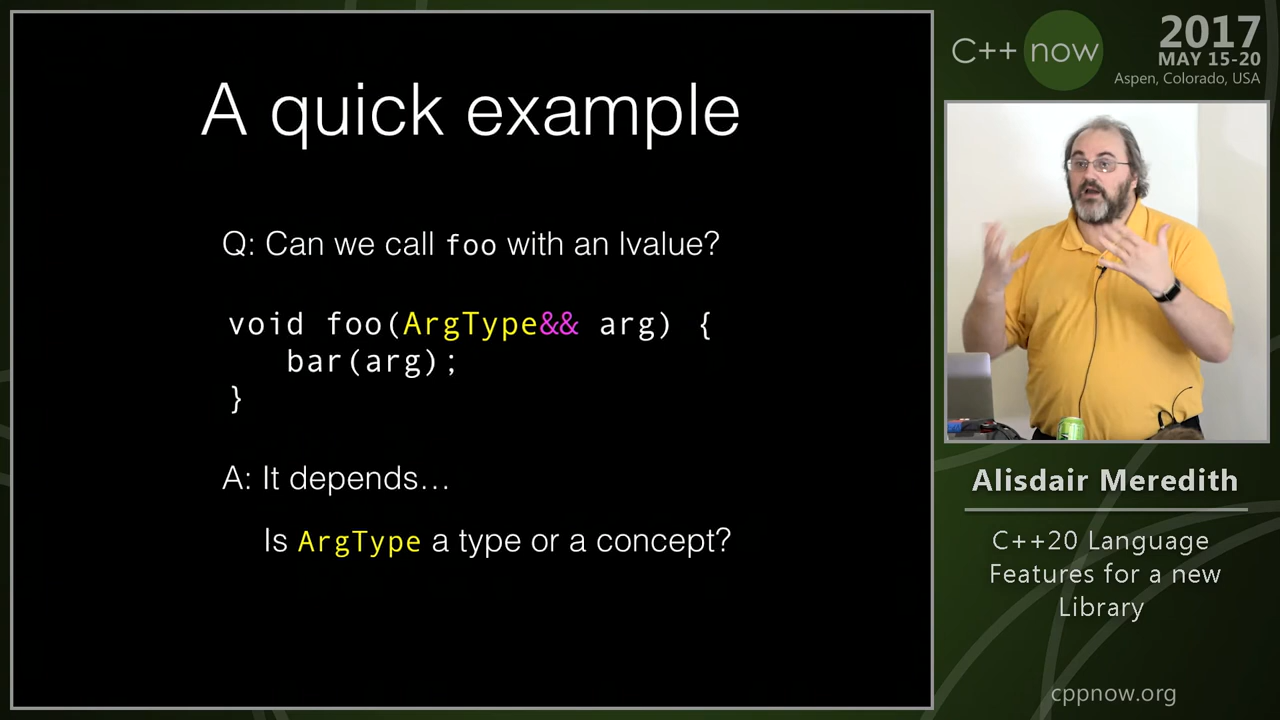 A quick example
Q: Can we call foo with an lvalue?
void foo(ArgType&& arg) {
bar(arg);
}
A: It depends…
Is ArgType a type or a concept?
C++ now
2017
MAY 15-20
Aspen, Colorado, USA
Alisdair Meredith
C++20 Language
Features for a new
Library
cppnow.org